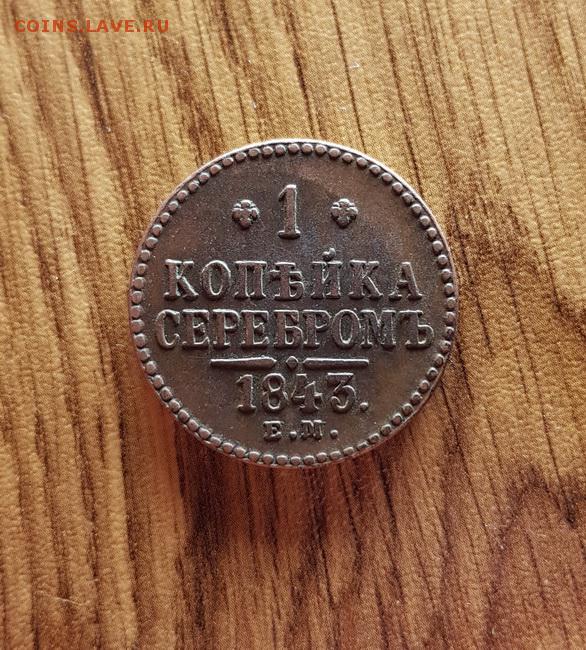 COINS.LAVE.RU
1
КОПѢЙКА
СЕРЕБРОМЪ
1843.
Е.М.